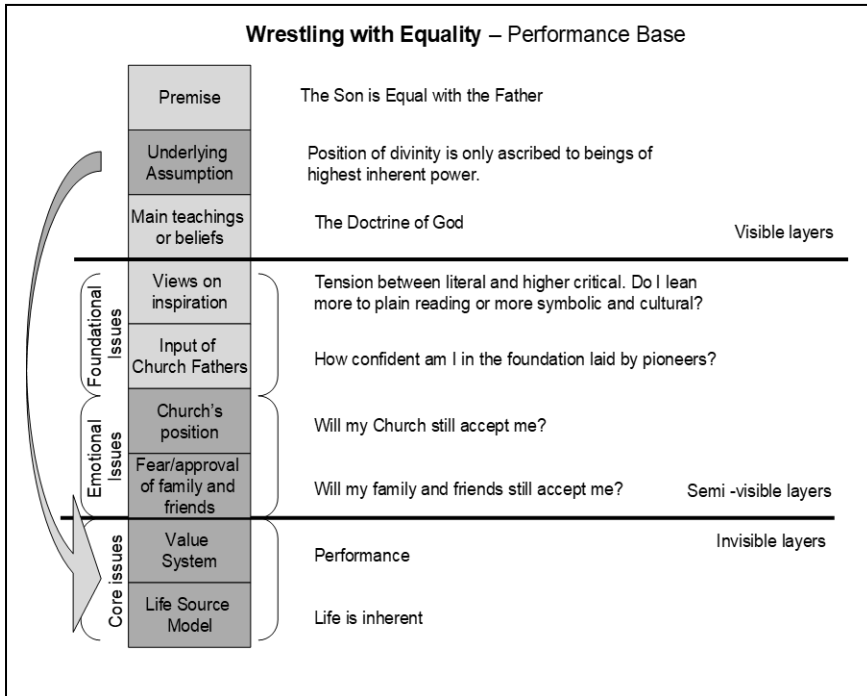 Wrestling with Equality – Performance Base
Premise
The Son is Equal with the Father
Underlying
Assumption
Position of divinity is only ascribed to beings of
highest inherent power.
Main teachings
or beliefs
The Doctrine of God
Visible layers
Foundational
Issues
Views on
inspiration
Tension between literal and higher critical. Do I lean
more to plain reading or more symbolic and cultural?
Input of
Church Fathers
How confident am I in the foundation laid by pioneers?
Emotional
Issues
Church's
position
Will my Church still accept me?
Fear/approval
of family and
friends
Will my family and friends still accept me?
Semi -visible layers
Invisible layers
Core issues
Value
System
Performance
Life Source
Model
Life is inherent